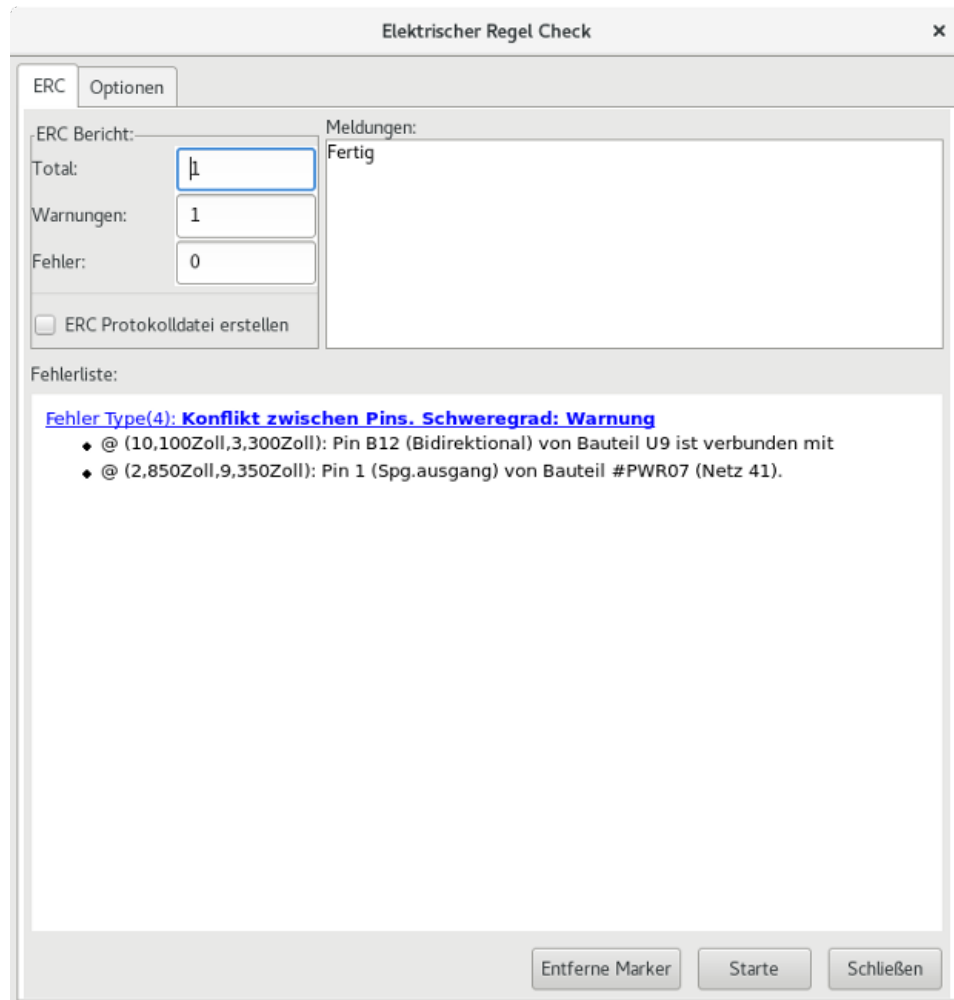 Elektrischer Regel Check
ERC Optionen
ERC Bericht:
Total: 1
Warnungen: 1
Fehler: 0
ERC Protokolldatei erstellen
Meldungen:
Fertig
Fehlerliste:
Fehler Type(4): Konflikt zwischen Pins. Schweregrad: Warnung
@ (10,100Zoll,3,300Zoll): Pin B12 (Bidirektional) von Bauteil U9 ist verbunden mit
@ (2,850Zoll,9,350Zoll): Pin 1 (Spg.ausgang) von Bauteil #PWR07 (Netz 41).
Entferne Marker Starte Schließen